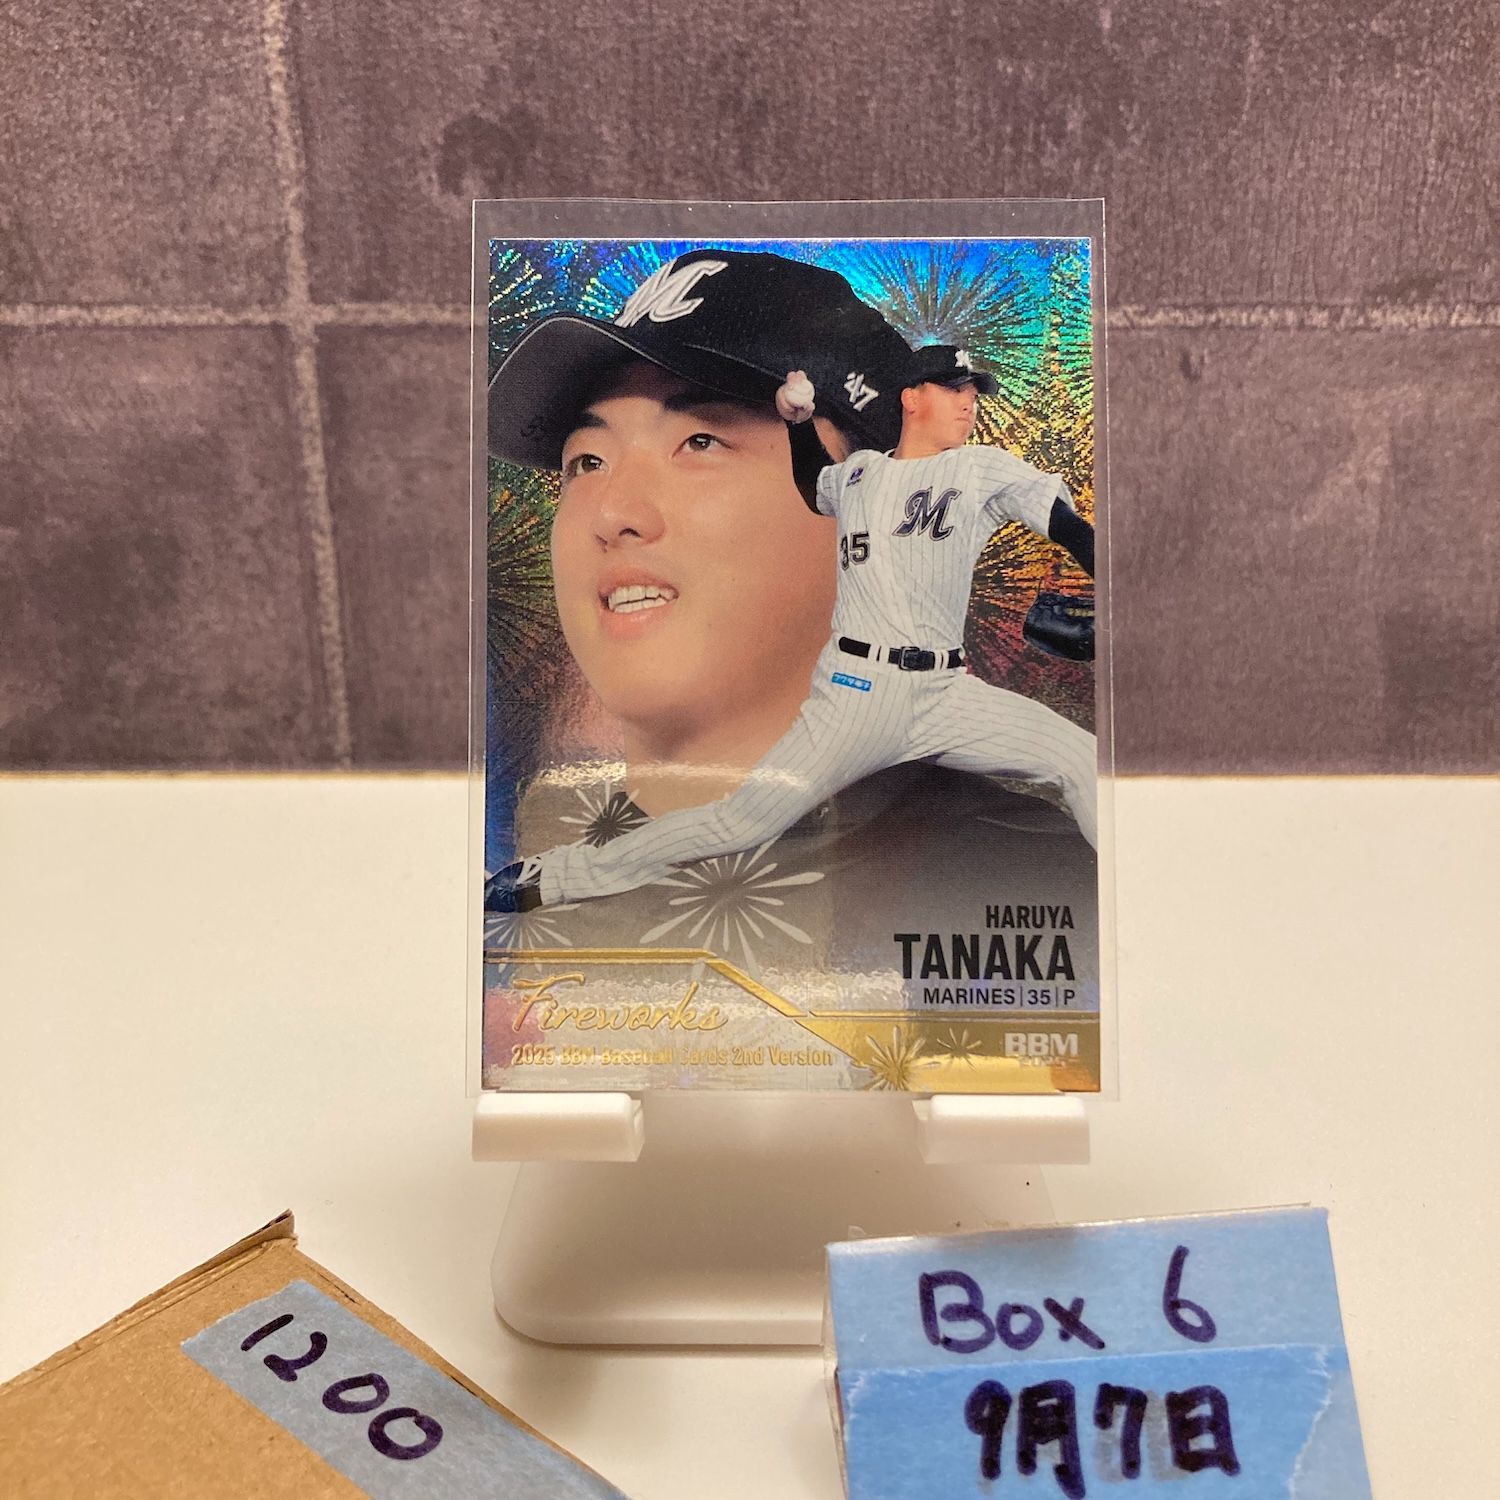 M
47
M
M
35
HARUYA
TANAKA
MARINES|35|P
Fireworks
2025 BBM Baseball Cards 2nd Version
BBM
2025
1200
Box 6
9月7日